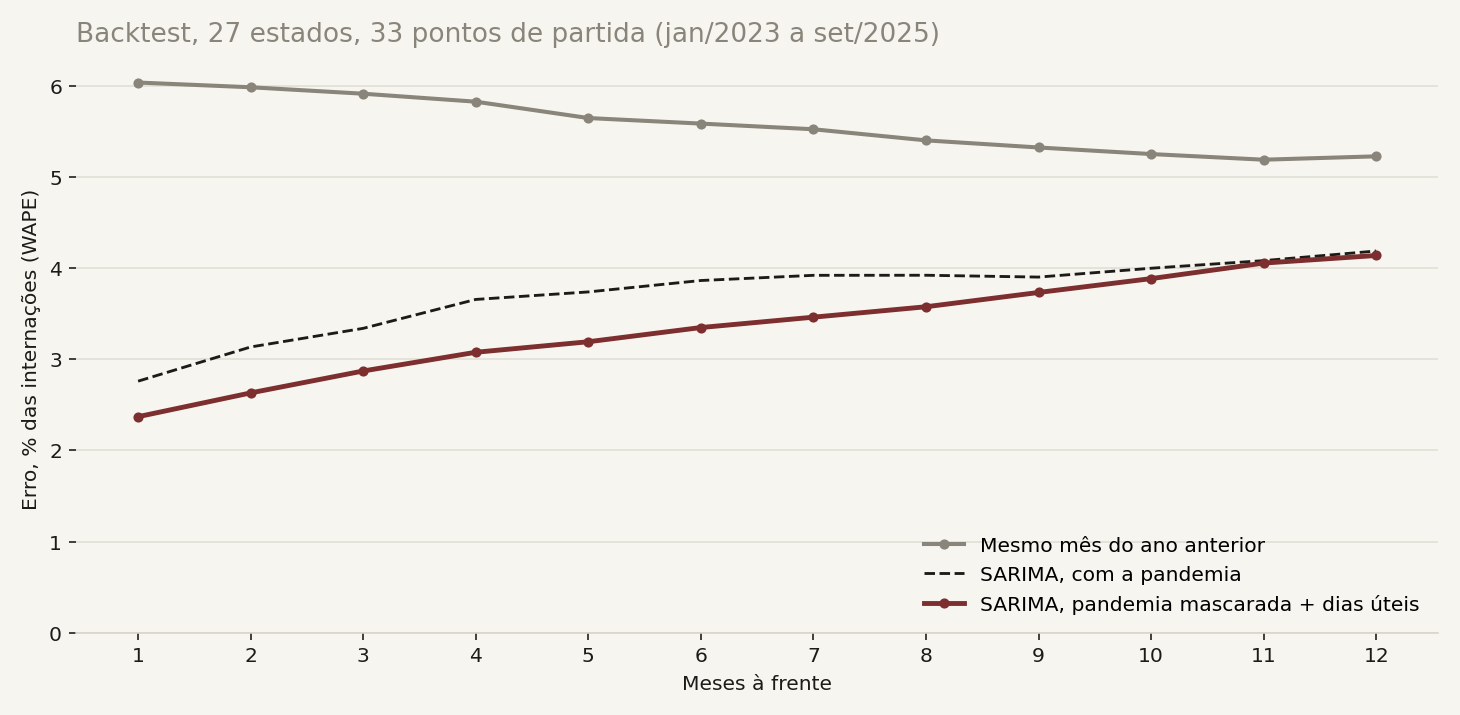 Backtest, 27 estados, 33 pontos de partida (jan/2023 a set/2025)
Erro, % das internações (WAPE)
6
5
4
3
2
1
0
Mesmo mês do ano anterior
SARIMA, com a pandemia
SARIMA, pandemia mascarada + dias úteis
1 2 3 4 5 6 7 8 9 10 11 12
Meses à frente